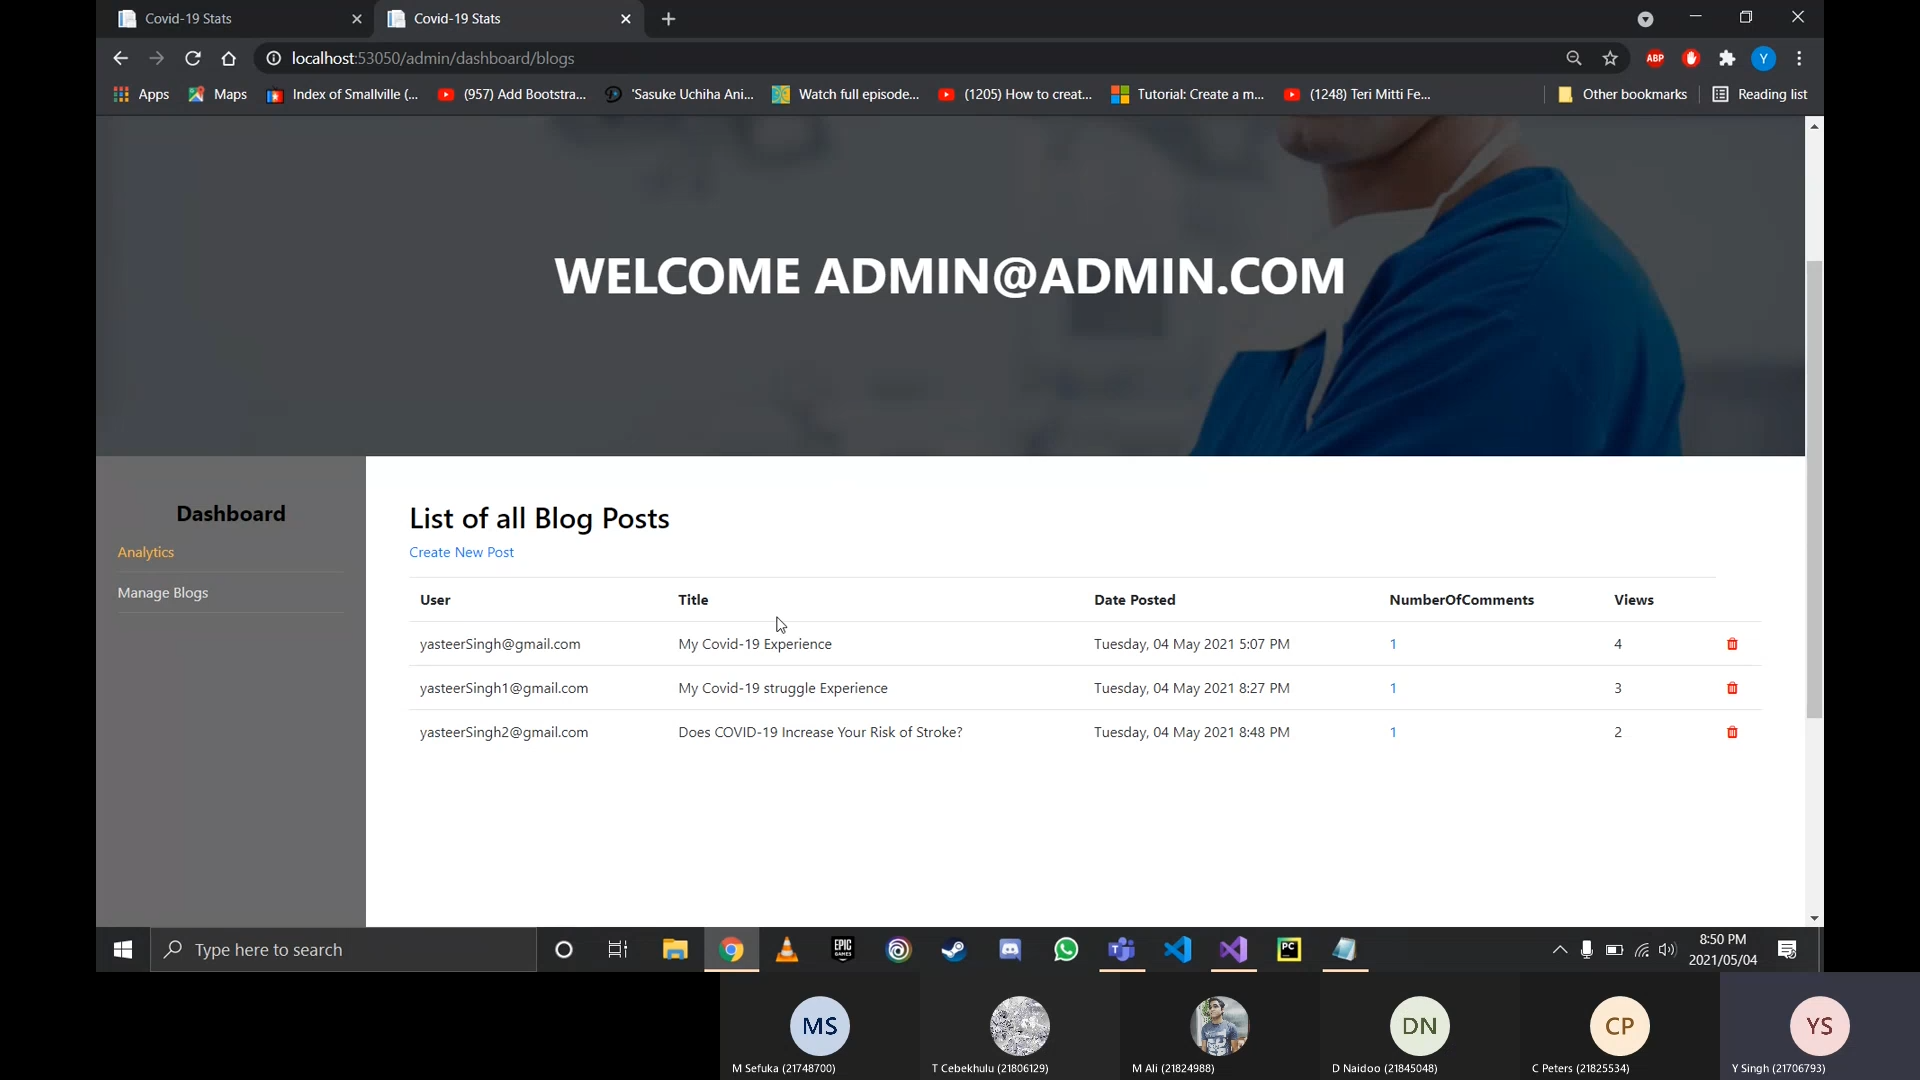 Covid-19 Stats
Covid-19 Stats
localhost:53050/admin/dashboard/blogs
ABP
Y
Apps
Maps
Index of Smallville (...
(957) Add Bootstra...
'Sasuke Uchiha Ani...
Watch full episode...
(1205) How to creat...
Tutorial: Create a m...
(1248) Teri Mitti Fe...
Other bookmarks
Reading list
WELCOME ADMIN@ADMIN.COM
Dashboard
Analytics
Manage Blogs
List of all Blog Posts
Create New Post
User Title Date Posted NumberOfComments Views
yasteerSingh@gmail.com My Covid-19 Experience Tuesday, 04 May 2021 5:07 PM 1 4
yasteerSingh1@gmail.com My Covid-19 struggle Experience Tuesday, 04 May 2021 8:27 PM 1 3
yasteerSingh2@gmail.com Does COVID-19 Increase Your Risk of Stroke? Tuesday, 04 May 2021 8:48 PM 1 2
Type here to search
EPIC
GAMES
PC
8:50 PM
2021/05/04
MS
DN
CP
YS
M Sefuka (21748700)
T Cebekhulu (21806129)
M Ali (21824988)
D Naidoo (21845048)
C Peters (21825534)
Y Singh (21706793)